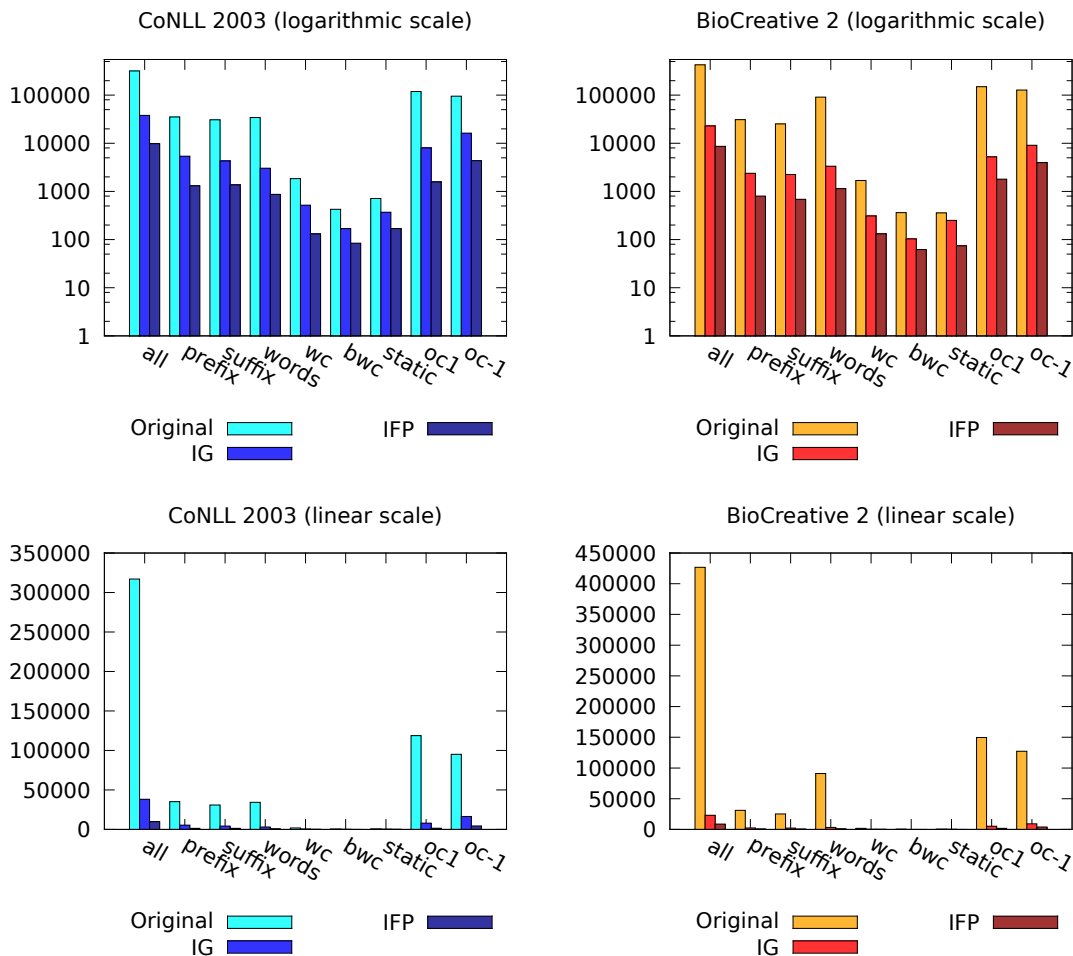 CoNLL 2003 (logarithmic scale)
100000
10000
1000
100
10
1
all prefix suffix words wc bwc static oc1 oc-1
Original IFP
IG
BioCreative 2 (logarithmic scale)
100000
10000
1000
100
10
1
all prefix suffix words wc bwc static oc1 oc-1
Original IFP
IG
CoNLL 2003 (linear scale)
350000
300000
250000
200000
150000
100000
50000
0
all prefix suffix words wc bwc static oc1 oc-1
Original IFP
IG
BioCreative 2 (linear scale)
450000
400000
350000
300000
250000
200000
150000
100000
50000
0
all prefix suffix words wc bwc static oc1 oc-1
Original IFP
IG